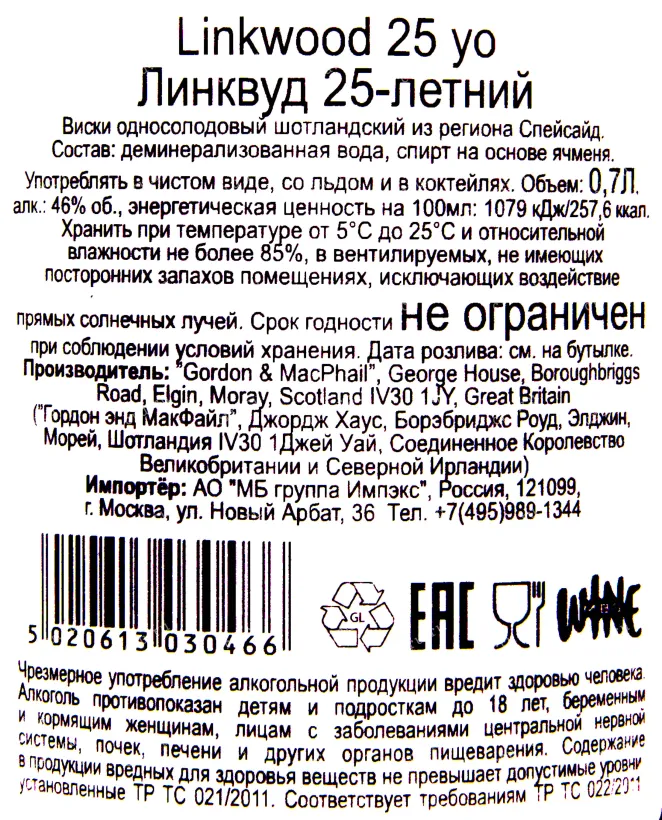 Linkwood 25 yo
Линквуд 25-летний
Виски односолодовый шотландский из региона Спейсайд.
Состав: деминерализованная вода, спирт на основе ячменя.
Употреблять в чистом виде, со льдом и в коктейлях. Объем: 0,7Л,
алк.: 46% об., энергетическая ценность на 100мл: 1079 кДж/257,6 ккал.
Хранить при температуре от 5°С до 25°С и относительной
влажности не более 85%, в вентилируемых, не имеющих
посторонних запахов помещениях, исключающих воздействие
прямых солнечных лучей. Срок годности не ограничен
при соблюдении условий хранения. Дата розлива: см. на бутылке.
Производитель: "Gordon & MacPhail", George House, Boroughbriggs
Road, Elgin, Moray, Scotland IV30 1JY, Great Britain
("Гордон энд МакФайл", Джордж Хаус, Борэбриджс Роуд, Элджин,
Морей, Шотландия IV30 1Джей Уай, Соединенное Королевство
Великобритании и Северной Ирландии)
Импортёр: АО "МБ группа Импэкс", Россия, 121099,
г. Москва, ул. Новый Арбат, 36 Тел. +7(495)989-1344
5 020613 030466
GL
EAC
WINE
Чрезмерное употребление алкогольной продукции вредит здоровью человека.
Алкоголь противопоказан детям и подросткам до 18 лет, беременным
и кормящим женщинам, лицам с заболеваниями центральной нервной
системы, почек, печени и других органов пищеварения. Содержание
в продукции вредных для здоровья веществ не превышает допустимые уровни
установленные ТР ТС 021/2011. Соответствует требованиям ТР ТС 022/2011